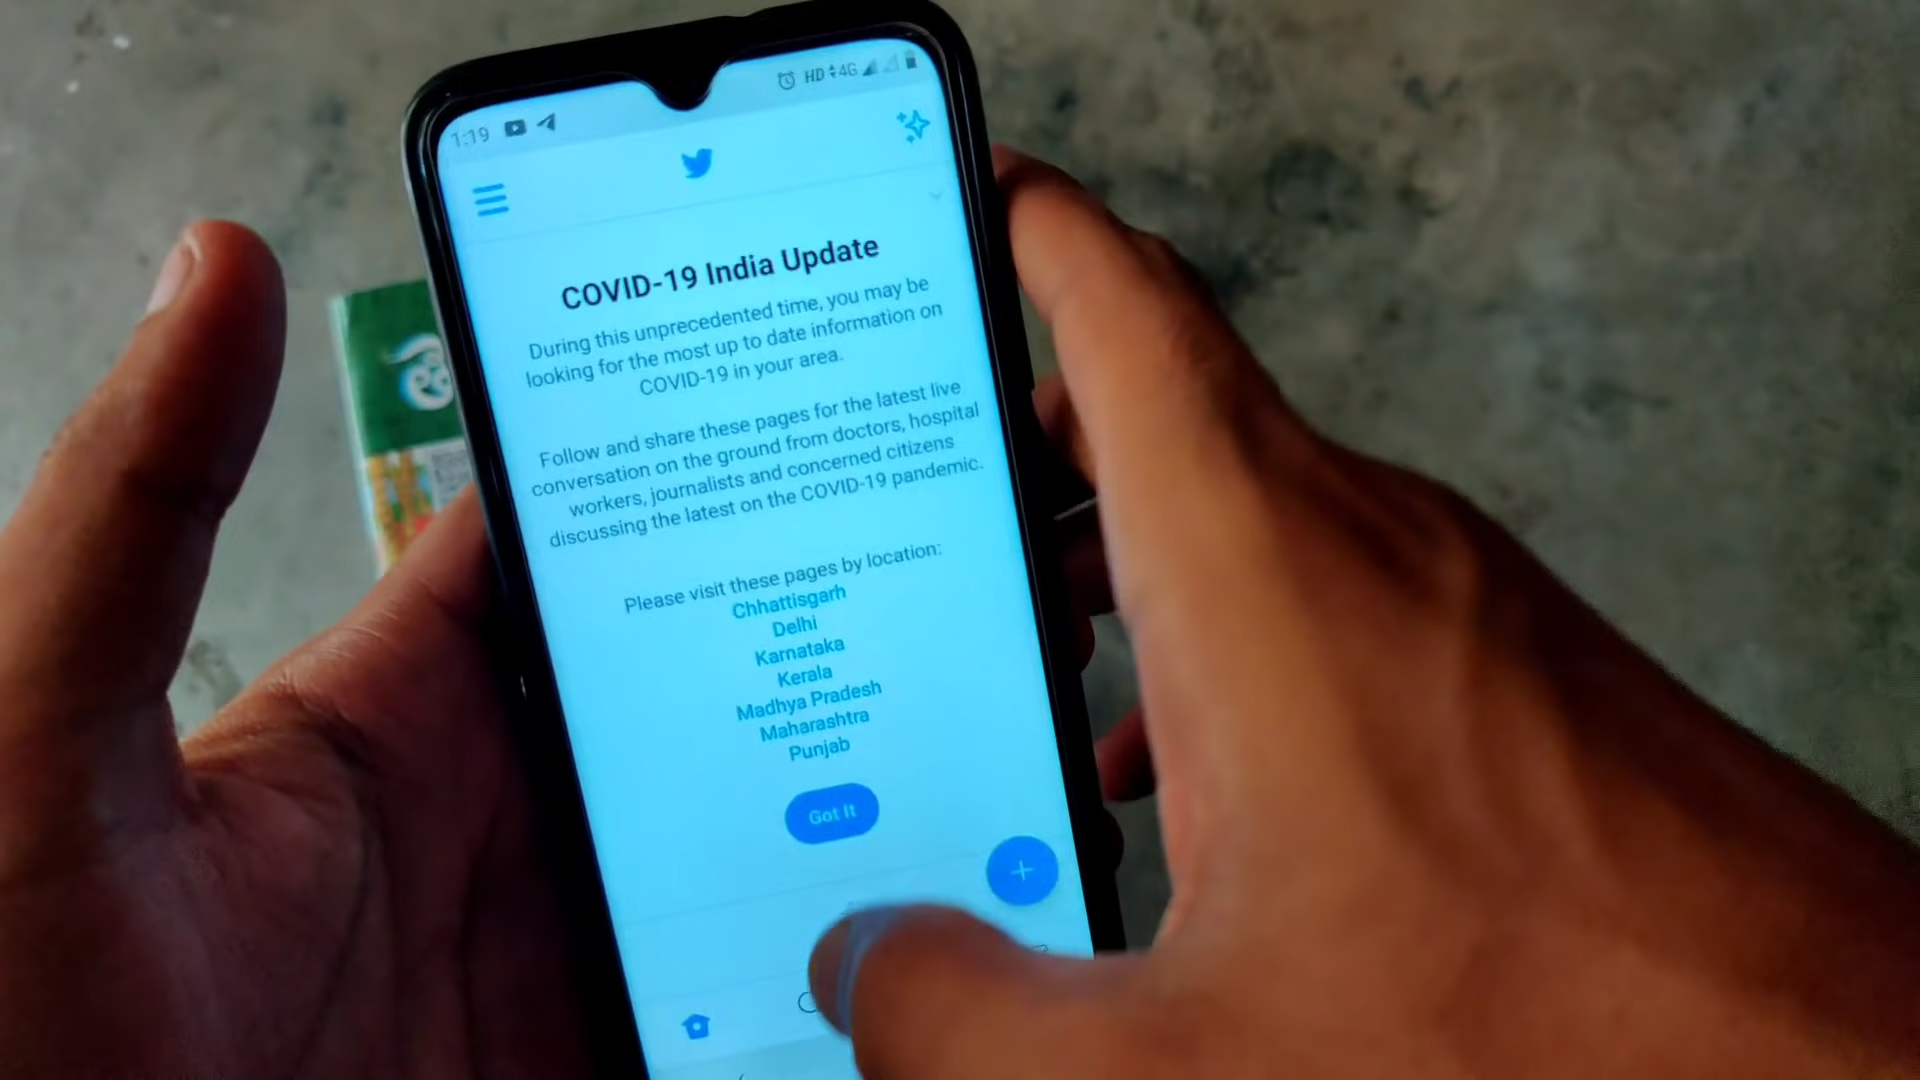 1:19
HD 4G
COVID-19 India Update
During this unprecedented time, you may be
looking for the most up to date information on
COVID-19 in your area.
Follow and share these pages for the latest live
conversation on the ground from doctors, hospital
workers, journalists and concerned citizens
discussing the latest on the COVID-19 pandemic.
Please visit these pages by location:
Chhattisgarh
Delhi
Karnataka
Kerala
Madhya Pradesh
Maharashtra
Punjab
Got It